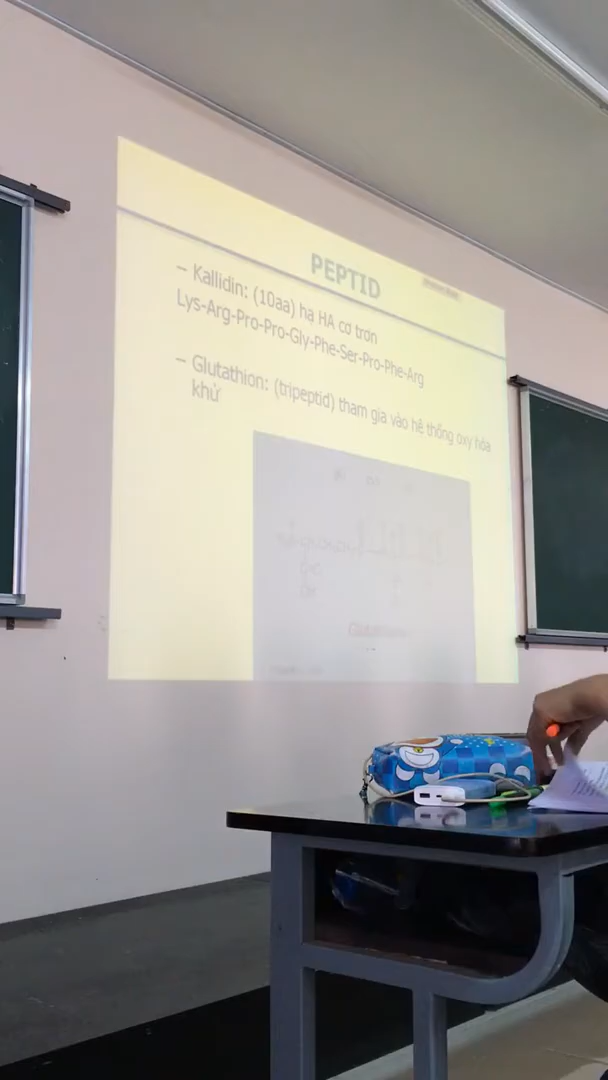 PEPTID
– Kallidin: (10aa) hạ HA cơ trơn
Lys-Arg-Pro-Pro-Gly-Phe-Ser-Pro-Phe-Arg
– Glutathion: (tripeptid) tham gia vào hệ thống oxy hóa
khử